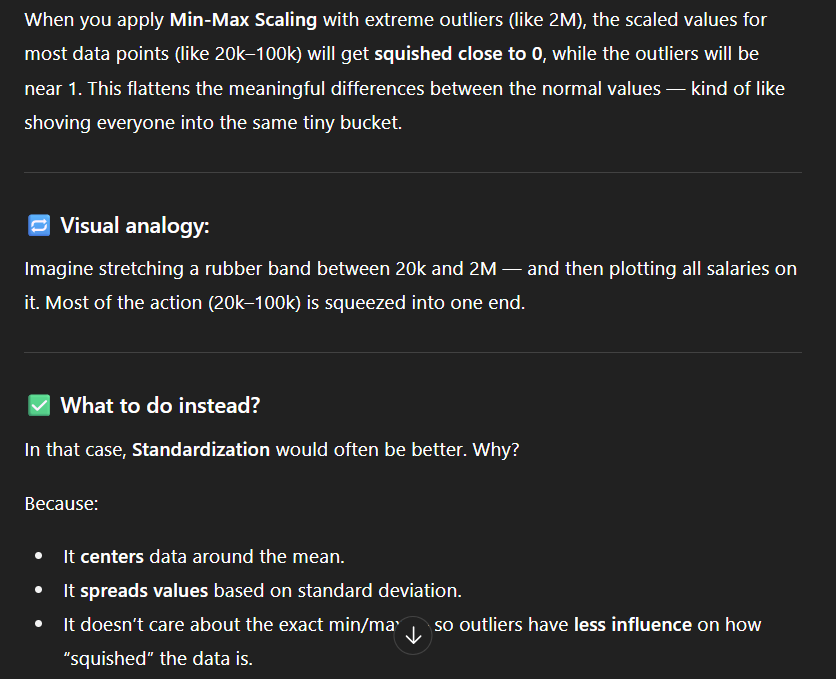 When you apply Min-Max Scaling with extreme outliers (like 2M), the scaled values for
most data points (like 20k–100k) will get squished close to 0, while the outliers will be
near 1. This flattens the meaningful differences between the normal values — kind of like
shoving everyone into the same tiny bucket.
Visual analogy:
Imagine stretching a rubber band between 20k and 2M — and then plotting all salaries on
it. Most of the action (20k–100k) is squeezed into one end.
What to do instead?
In that case, Standardization would often be better. Why?
Because:
It centers data around the mean.
It spreads values based on standard deviation.
It doesn't care about the exact so outliers have less influence on how
"squished" the data is.